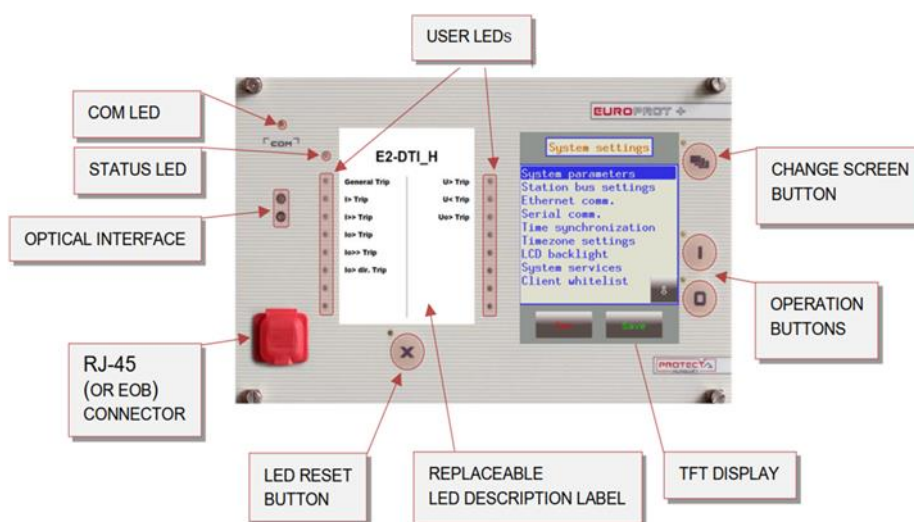 USER LEDS
COM LED
STATUS LED
OPTICAL INTERFACE
RJ-45
(OR EOB)
CONNECTOR
LED RESET
BUTTON
REPLACEABLE
LED DESCRIPTION LABEL
TFT DISPLAY
OPERATION
BUTTONS
CHANGE SCREEN
BUTTON
COM
EUROPROT +
E2-DTI_H
General Trip
I> Trip
I>> Trip
Io> Trip
Io>> Trip
Io> dir. Trip
U> Trip
U< Trip
Uo> Trip
X
System settings
System parameters
Station bus settings
Ethernet comm.
Serial comm.
Time synchronization
Timezone settings
LCD backlight
System services
Client whitelist
Save
I
O
PROTECTA